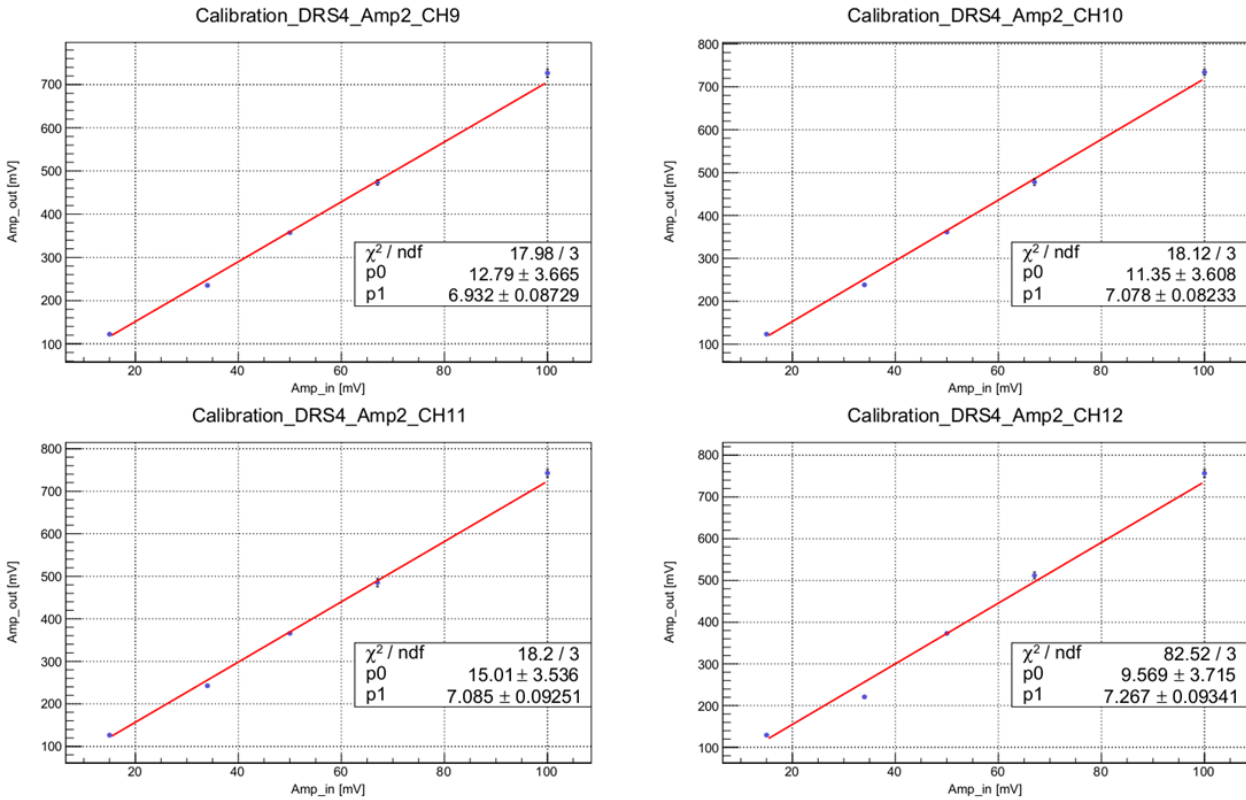 Calibration_DRS4_Amp2_CH9
Amp_out [mV]
700
600
500
400
300
200
100
χ² / ndf 17.98 / 3
p0 12.79 ± 3.665
p1 6.932 ± 0.08729
20 40 60 80 100
Amp_in [mV]
Calibration_DRS4_Amp2_CH10
Amp_out [mV]
800
700
600
500
400
300
200
100
χ² / ndf 18.12 / 3
p0 11.35 ± 3.608
p1 7.078 ± 0.08233
20 40 60 80 100
Amp_in [mV]
Calibration_DRS4_Amp2_CH11
Amp_out [mV]
800
700
600
500
400
300
200
100
χ² / ndf 18.2 / 3
p0 15.01 ± 3.536
p1 7.085 ± 0.09251
20 40 60 80 100
Amp_in [mV]
Calibration_DRS4_Amp2_CH12
Amp_out [mV]
800
700
600
500
400
300
200
100
χ² / ndf 82.52 / 3
p0 9.569 ± 3.715
p1 7.267 ± 0.09341
20 40 60 80 100
Amp_in [mV]